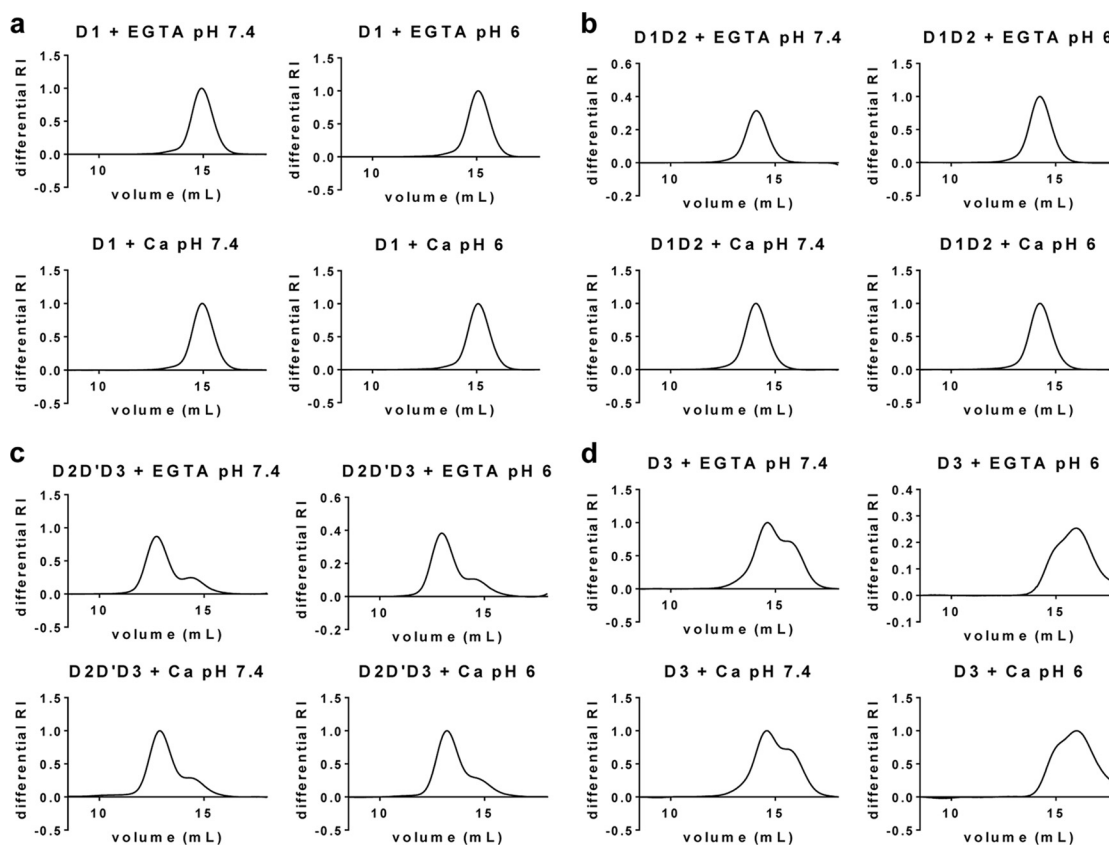 a
D1 + EGTA pH 7.4
differential RI
1.5
1.0
0.5
0.0
-0.5
10
15
volume (mL)
D1 + EGTA pH 6
differential RI
1.5
1.0
0.5
0.0
-0.5
10
15
volume (mL)
D1 + Ca pH 7.4
differential RI
1.5
1.0
0.5
0.0
-0.5
10
15
volume (mL)
D1 + Ca pH 6
differential RI
1.5
1.0
0.5
0.0
-0.5
10
15
volume (mL)
b
D1D2 + EGTA pH 7.4
differential RI
0.6
0.4
0.2
0.0
-0.2
10
15
volume (mL)
D1D2 + EGTA pH 6
differential RI
1.5
1.0
0.5
0.0
-0.5
10
15
volume (mL)
D1D2 + Ca pH 7.4
differential RI
1.5
1.0
0.5
0.0
-0.5
10
15
volume (mL)
D1D2 + Ca pH 6
differential RI
1.5
1.0
0.5
0.0
-0.5
10
15
volume (mL)
c
D2D'D3 + EGTA pH 7.4
differential RI
1.5
1.0
0.5
0.0
-0.5
10
15
volume (mL)
D2D'D3 + EGTA pH 6
differential RI
0.6
0.4
0.2
0.0
-0.2
10
15
volume (mL)
D2D'D3 + Ca pH 7.4
differential RI
1.5
1.0
0.5
0.0
-0.5
10
15
volume (mL)
D2D'D3 + Ca pH 6
differential RI
1.5
1.0
0.5
0.0
-0.5
10
15
volume (mL)
d
D3 + EGTA pH 7.4
differential RI
1.5
1.0
0.5
0.0
-0.5
10
15
volume (mL)
D3 + EGTA pH 6
differential RI
0.4
0.3
0.2
0.1
0.0
-0.1
10
15
volume (mL)
D3 + Ca pH 7.4
differential RI
1.5
1.0
0.5
0.0
-0.5
10
15
volume (mL)
D3 + Ca pH 6
differential RI
1.5
1.0
0.5
0.0
-0.5
10
15
volume (mL)